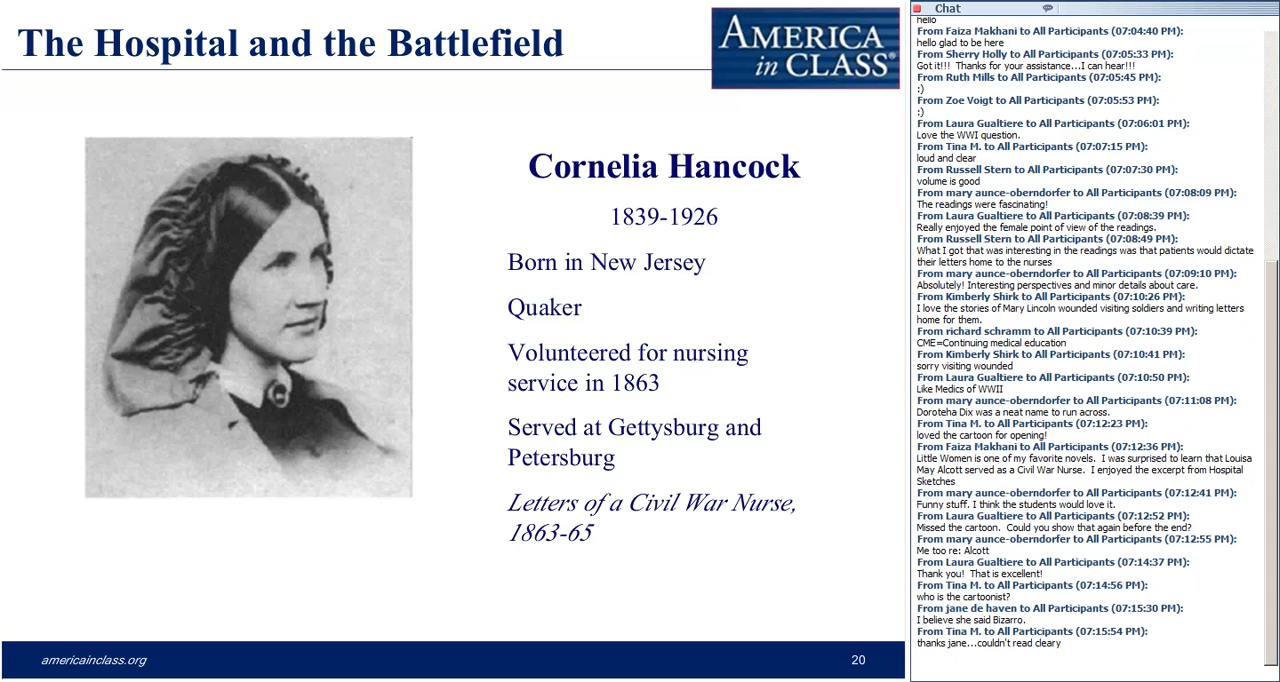 The Hospital and the Battlefield
AMERICA
in CLASS®
Cornelia Hancock
1839-1926
Born in New Jersey
Quaker
Volunteered for nursing
service in 1863
Served at Gettysburg and
Petersburg
Letters of a Civil War Nurse,
1863-65
americainclass.org
20
Chat
hello
From Faiza Makhani to All Participants (07:04:40 PM):
hello glad to be here
From Sherry Holly to All Participants (07:05:33 PM):
Got it!!! Thanks for your assistance...I can hear!!!
From Ruth Mills to All Participants (07:05:45 PM):
:)
From Zoe Voigt to All Participants (07:05:53 PM):
:)
From Laura Gualtiere to All Participants (07:06:01 PM):
Love the WWI question.
From Tina M. to All Participants (07:07:15 PM):
loud and clear
From Russell Stern to All Participants (07:07:30 PM):
volume is good
From mary aunce-oberndorfer to All Participants (07:08:09 PM):
The readings were fascinating!
From Laura Gualtiere to All Participants (07:08:39 PM):
Really enjoyed the female point of view of the readings.
From Russell Stern to All Participants (07:08:49 PM):
What I got that was interesting in the readings was that patients would dictate
their letters home to the nurses
From mary aunce-oberndorfer to All Participants (07:09:10 PM):
Absolutely! Interesting perspectives and minor details about care.
From Kimberly Shirk to All Participants (07:10:26 PM):
I love the stories of Mary Lincoln wounded visiting soldiers and writing letters
home for them.
From richard schramm to All Participants (07:10:39 PM):
CME=Continuing medical education
From Kimberly Shirk to All Participants (07:10:41 PM):
sorry visiting wounded
From Laura Gualtiere to All Participants (07:10:50 PM):
Like Medics of WWII
From mary aunce-oberndorfer to All Participants (07:11:08 PM):
Doroteha Dix was a neat name to run across.
From Tina M. to All Participants (07:12:23 PM):
loved the cartoon for opening!
From Faiza Makhani to All Participants (07:12:36 PM):
Little Women is one of my favorite novels. I was surprised to learn that Louisa
May Alcott served as a Civil War Nurse. I enjoyed the excerpt from Hospital
Sketches
From mary aunce-oberndorfer to All Participants (07:12:41 PM):
Funny stuff. I think the students would love it.
From Laura Gualtiere to All Participants (07:12:52 PM):
Missed the cartoon. Could you show that again before the end?
From mary aunce-oberndorfer to All Participants (07:12:55 PM):
Me too re: Alcott
From Laura Gualtiere to All Participants (07:14:37 PM):
Thank you! That is excellent!
From Tina M. to All Participants (07:14:56 PM):
who is the cartoonist?
From jane de haven to All Participants (07:15:30 PM):
I believe she said Bizarro.
From Tina M. to All Participants (07:15:54 PM):
thanks jane...couldn't read cleary